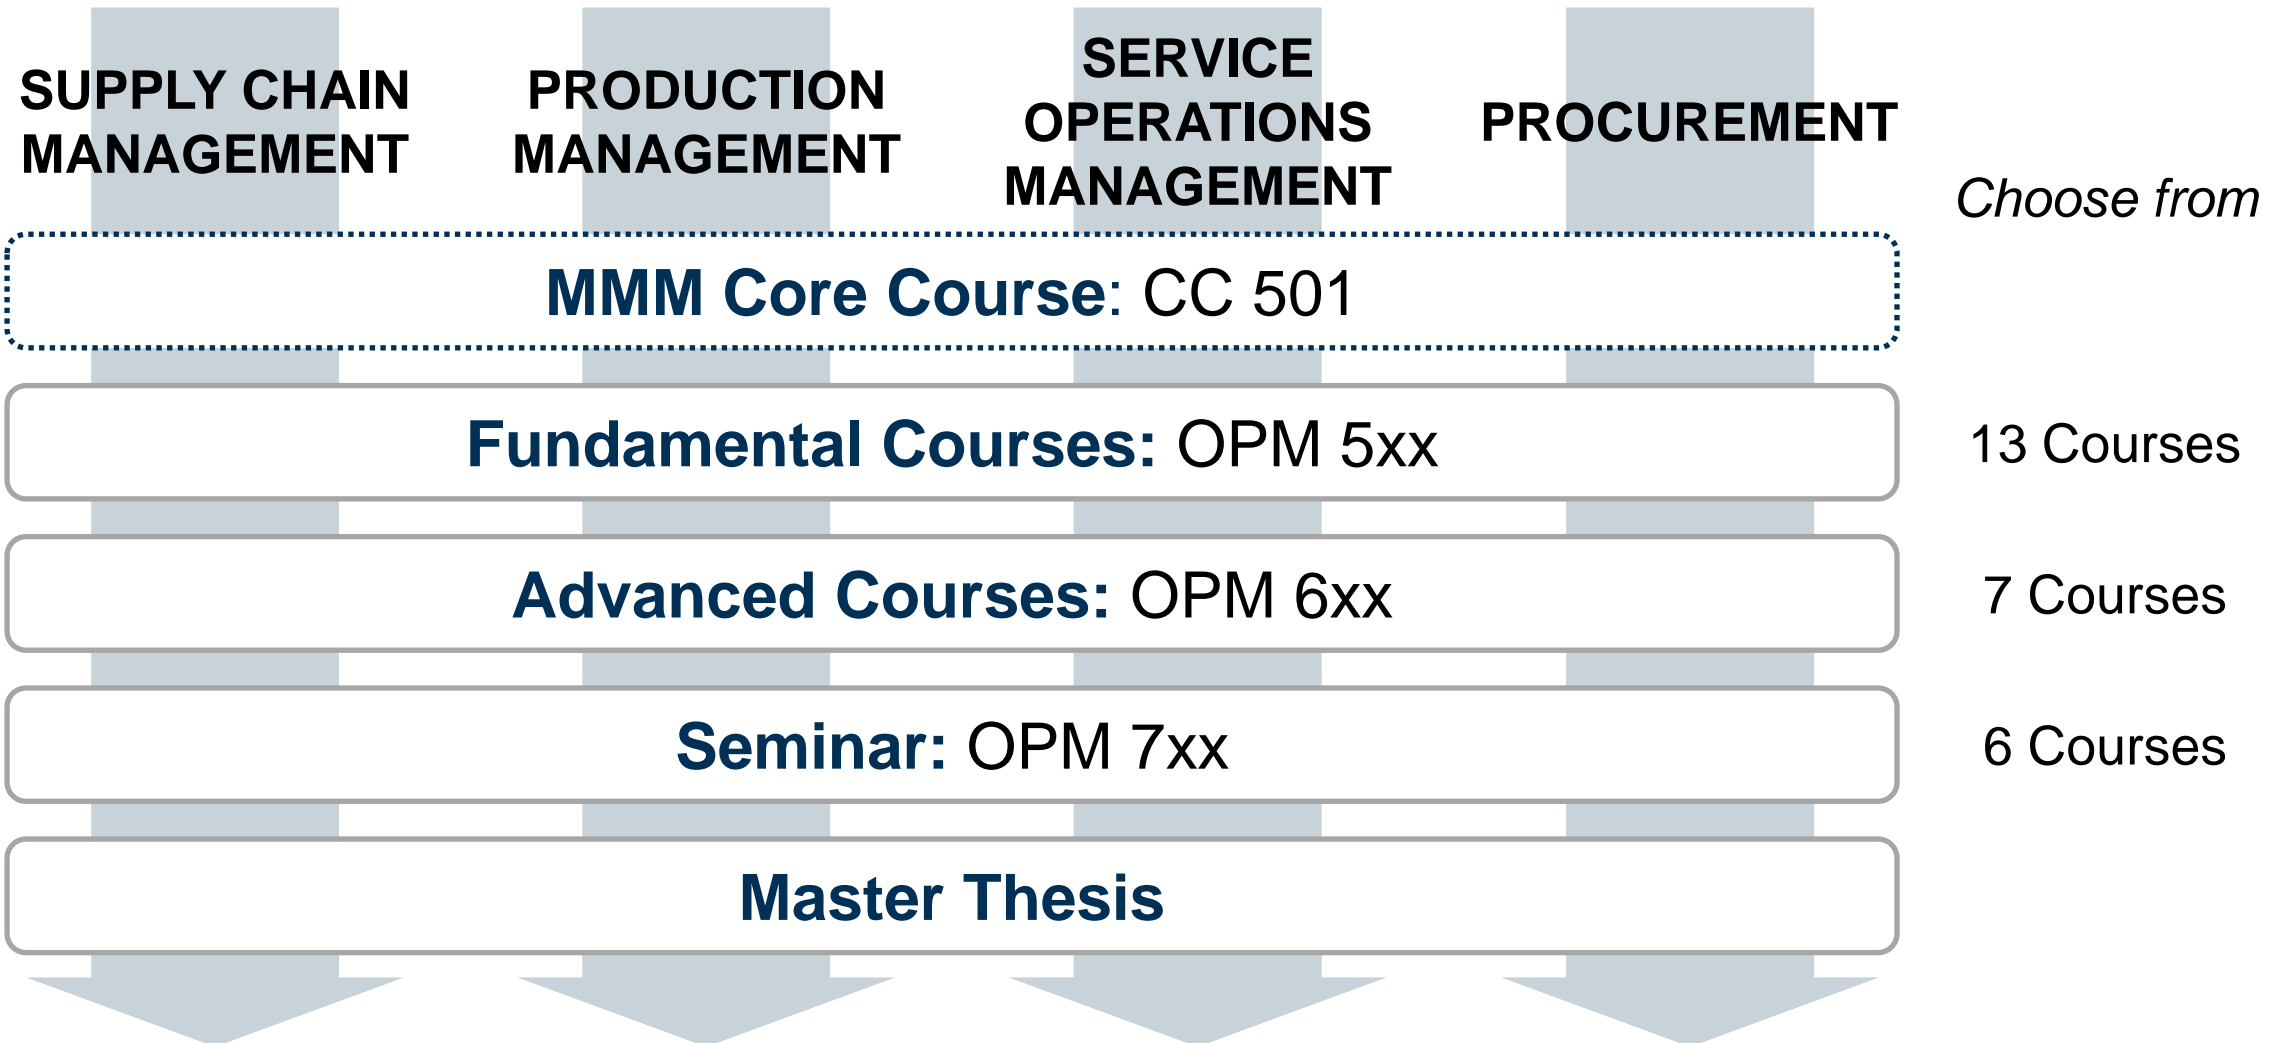 SUPPLY CHAIN
MANAGEMENT
PRODUCTION
MANAGEMENT
SERVICE
OPERATIONS
MANAGEMENT
PROCUREMENT
Choose from
MMM Core Course: CC 501
Fundamental Courses: OPM 5xx
13 Courses
Advanced Courses: OPM 6xx
7 Courses
Seminar: OPM 7xx
6 Courses
Master Thesis